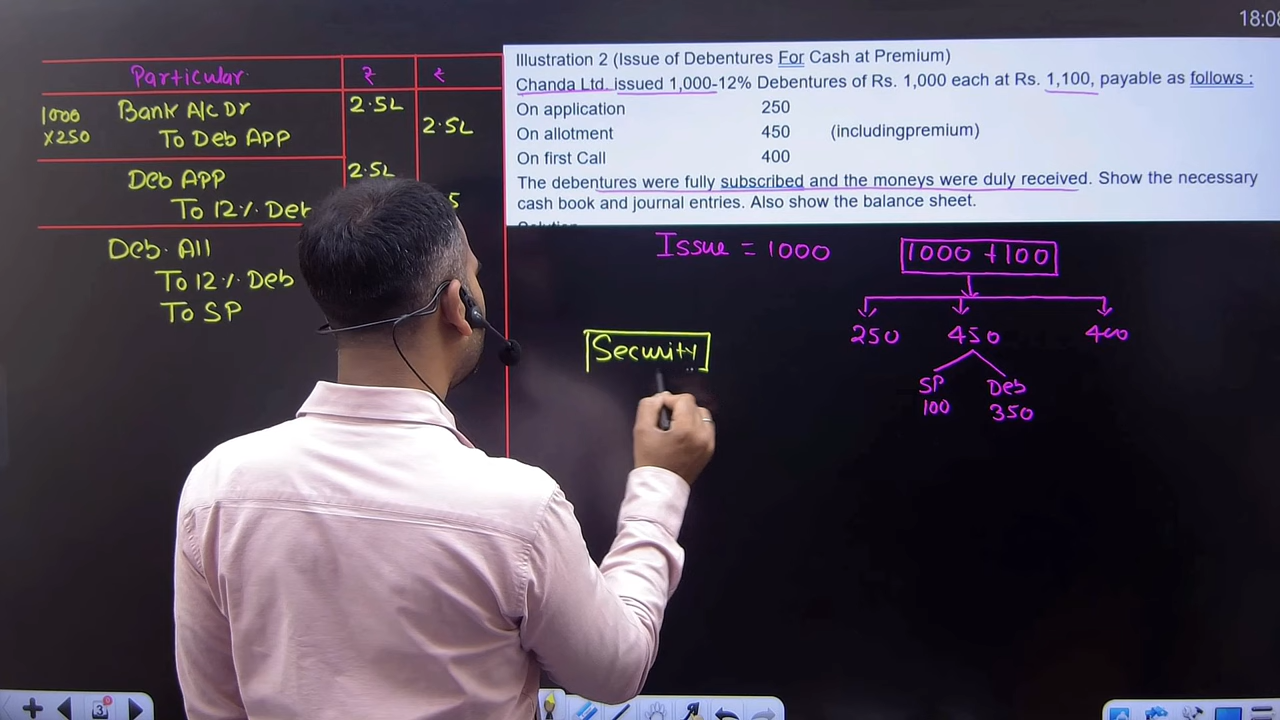 18:08
Illustration 2 (Issue of Debentures For Cash at Premium)
Chanda Ltd. issued 1,000-12% Debentures of Rs. 1,000 each at Rs. 1,100, payable as follows :
On application 250
On allotment 450 (includingpremium)
On first Call 400
The debentures were fully subscribed and the moneys were duly received. Show the necessary
cash book and journal entries. Also show the balance sheet.
Particular ₹ ₹
1000 Bank A/c Dr 2.5L
X250 To Deb APP 2.5L
Deb APP 2.5L
To 12% Deb 5
Deb. All
To 12% Deb
To SP
Issue = 1000
1000 + 100
250 450 400
SP Deb
100 350
Security
3